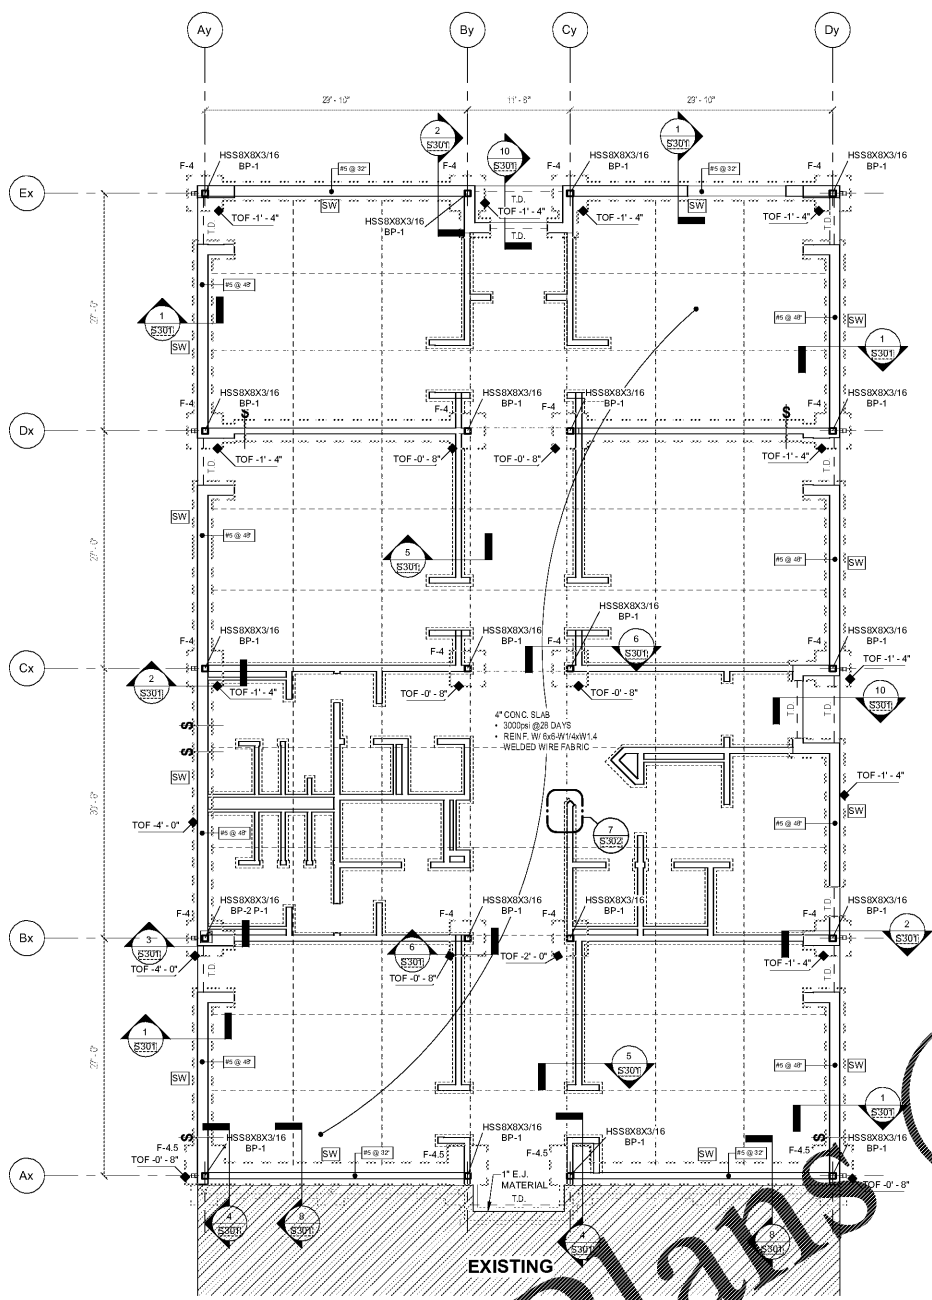 Ay
By
Cy
Dy
29' - 10"
11' - 6"
29' - 10"
2
S301
10
S301
1
S301
F-4
HSS8X8X3/16
BP-1
#5 @ 32"
F-4
F-4
HSS8X8X3/16
BP-1
#5 @ 32"
F-4
HSS8X8X3/16
BP-1
Ex
SW
HSS8X8X3/16
BP-1
T.D.
SW
TOF -1' - 4"
TOF -1' - 4"
TOF -1' - 4"
TOF -1' - 4"
T.D.
T.D.
T.D.
#5 @ 48"
27' - 0"
1
S301
SW
#5 @ 48"
SW
1
S301
F-4
HSS8X8X3/16
BP-1
F-4
HSS8X8X3/16
BP-1
F-4
HSS8X8X3/16
BP-1
F-4
HSS8X8X3/16
BP-1
$
$
Dx
TOF -1' - 4"
TOF -0' - 8"
TOF -0' - 8"
TOF -1' - 4"
T.D.
T.D.
SW
#5 @ 48"
27' - 0"
5
S301
#5 @ 48"
SW
F-4
HSS8X8X3/16
BP-1
F-4
HSS8X8X3/16
BP-1
F-4
HSS8X8X3/16
BP-1
6
S301
F-4
HSS8X8X3/16
BP-1
Cx
2
S301
TOF -1' - 4"
TOF -0' - 8"
TOF -0' - 8"
TOF -1' - 4"
T.D.
T.D.
10
S301
4" CONC. SLAB
• 3000psi @28 DAYS
• REINF. W/ 6x6-W1/4xW1.4
WELDED WIRE FABRIC
$
$
SW
TOF -1' - 4"
SW
30' - 8"
TOF -4' - 0"
#5 @ 48"
7
S302
#5 @ 48"
F-4
HSS8X8X3/16
BP-2 P-1
F-4
HSS8X8X3/16
BP-1
F-4
HSS8X8X3/16
BP-1
F-4
HSS8X8X3/16
BP-1
T.D.
Bx
3
S301
6
S301
2
S301
TOF -4' - 0"
TOF -0' - 8"
TOF -2' - 0"
TOF -1' - 4"
T.D.
T.D.
1
S301
27' - 0"
#5 @ 48"
SW
5
S301
#5 @ 48"
SW
1
S301
$
$
F-4.5
HSS8X8X3/16
BP-1
F-4.5
HSS8X8X3/16
BP-1
F-4.5
HSS8X8X3/16
BP-1
F-4.5
HSS8X8X3/16
BP-1
TOF -0' - 8"
SW
#5 @ 32"
SW
#5 @ 32"
Ax
1" E.J.
MATERIAL
T.D.
TOF -0' - 8"
4
S301
8
S301
4
S301
8
S301
EXISTING
plans